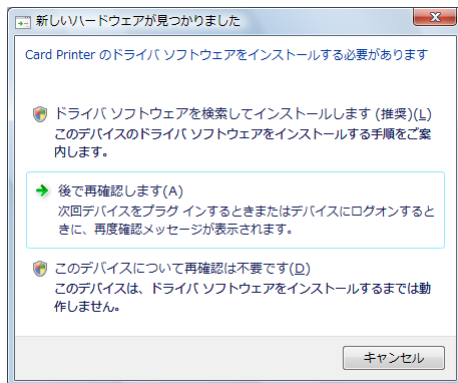 新しいハードウェアが見つかりました
Card Printer のドライバ ソフトウェアをインストールする必要があります
ドライバ ソフトウェアを検索してインストールします (推奨)(L)
このデバイスのドライバ ソフトウェアをインストールする手順をご案
内します。
後で再確認します(A)
次回デバイスをプラグ インするときまたはデバイスにログオンすると
きに、再度確認メッセージが表示されます。
このデバイスについて再確認は不要です(D)
このデバイスは、ドライバ ソフトウェアをインストールするまでは動
作しません。
キャンセル